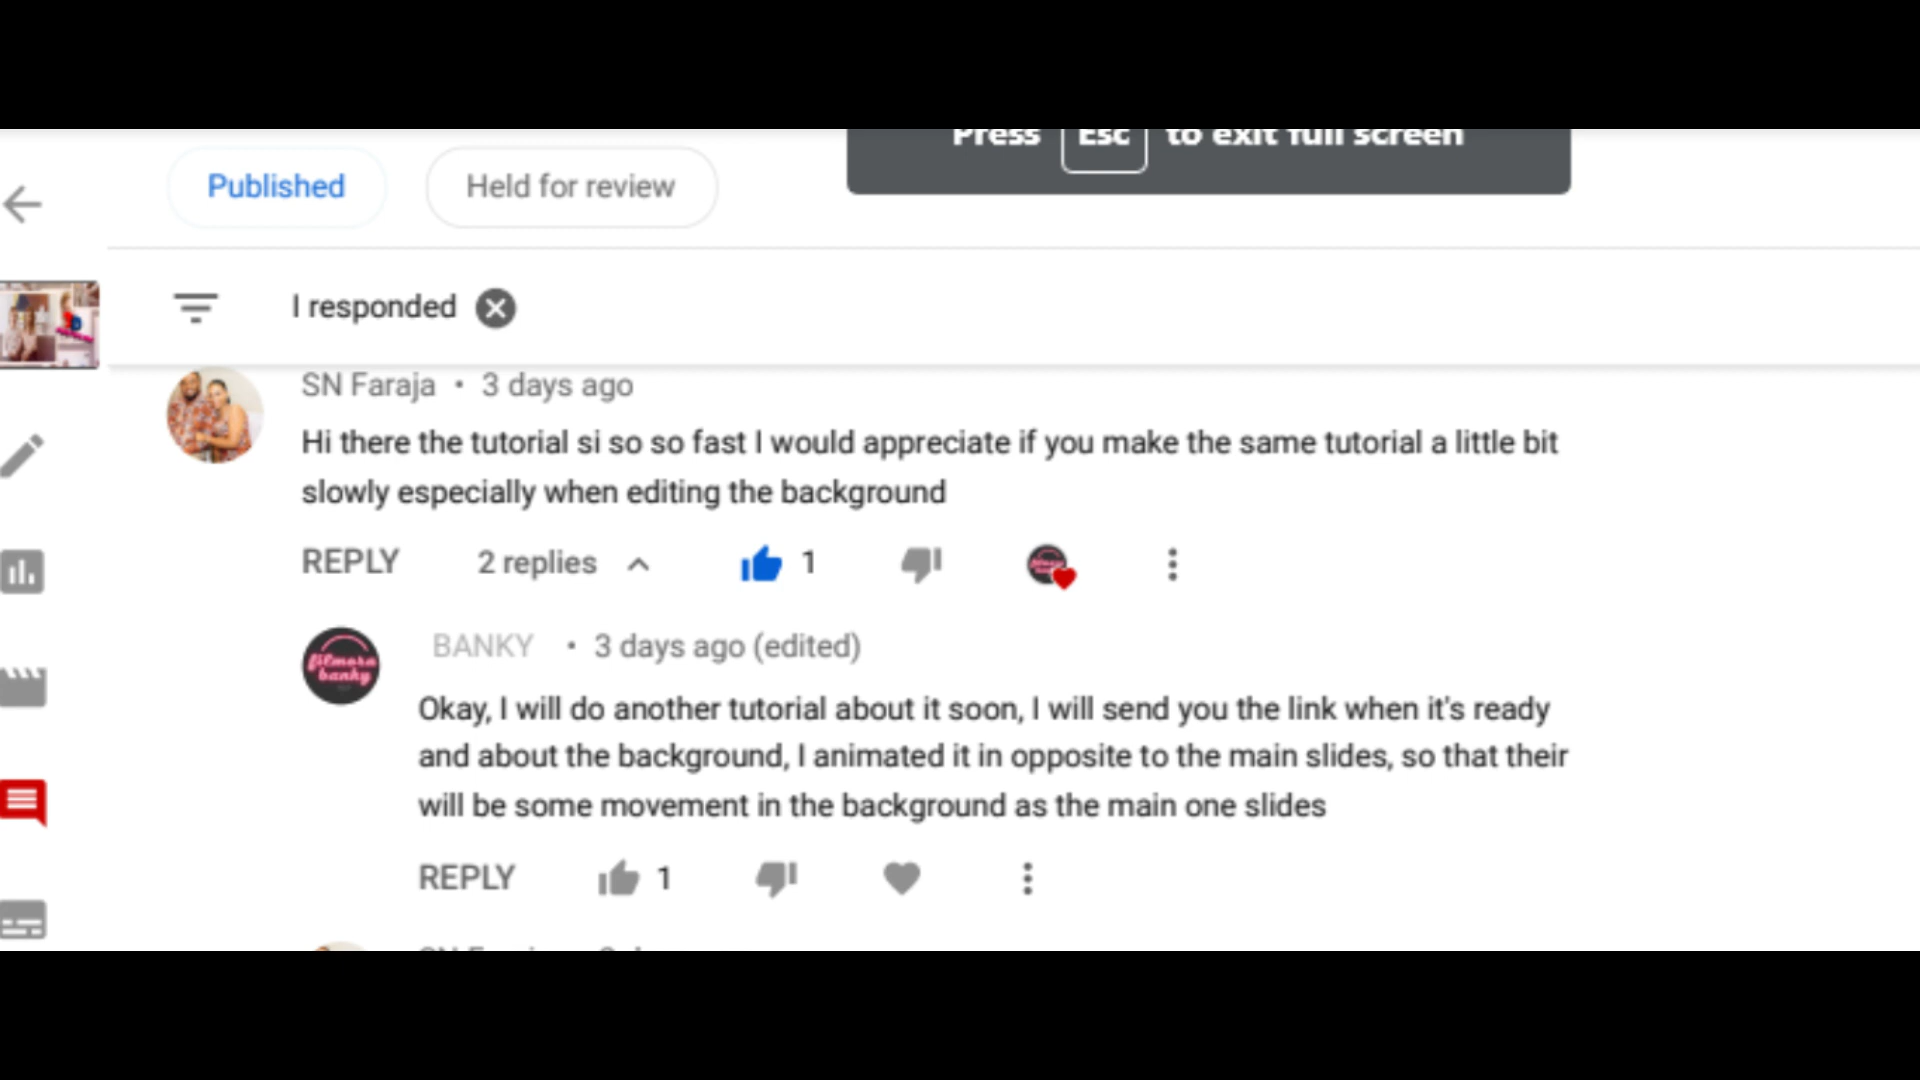 Press Esc to exit full screen
Published
Held for review
I responded
SN Faraja • 3 days ago
Hi there the tutorial si so so fast I would appreciate if you make the same tutorial a little bit
slowly especially when editing the background
REPLY 2 replies 1
filmora
banky
BANKY • 3 days ago (edited)
Okay, I will do another tutorial about it soon, I will send you the link when it's ready
and about the background, I animated it in opposite to the main slides, so that their
will be some movement in the background as the main one slides
REPLY 1